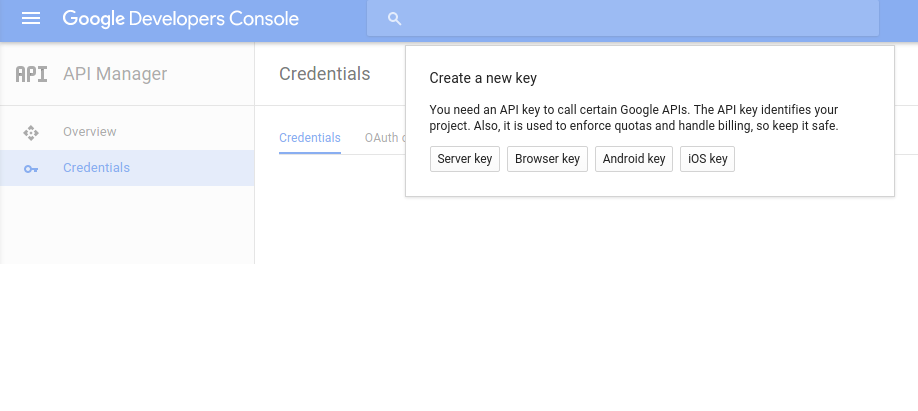 Google Developers Console
API API Manager
Credentials
Overview
Credentials
Credentials
OAuth
Create a new key
You need an API key to call certain Google APIs. The API key identifies your
project. Also, it is used to enforce quotas and handle billing, so keep it safe.
Server key
Browser key
Android key
iOS key